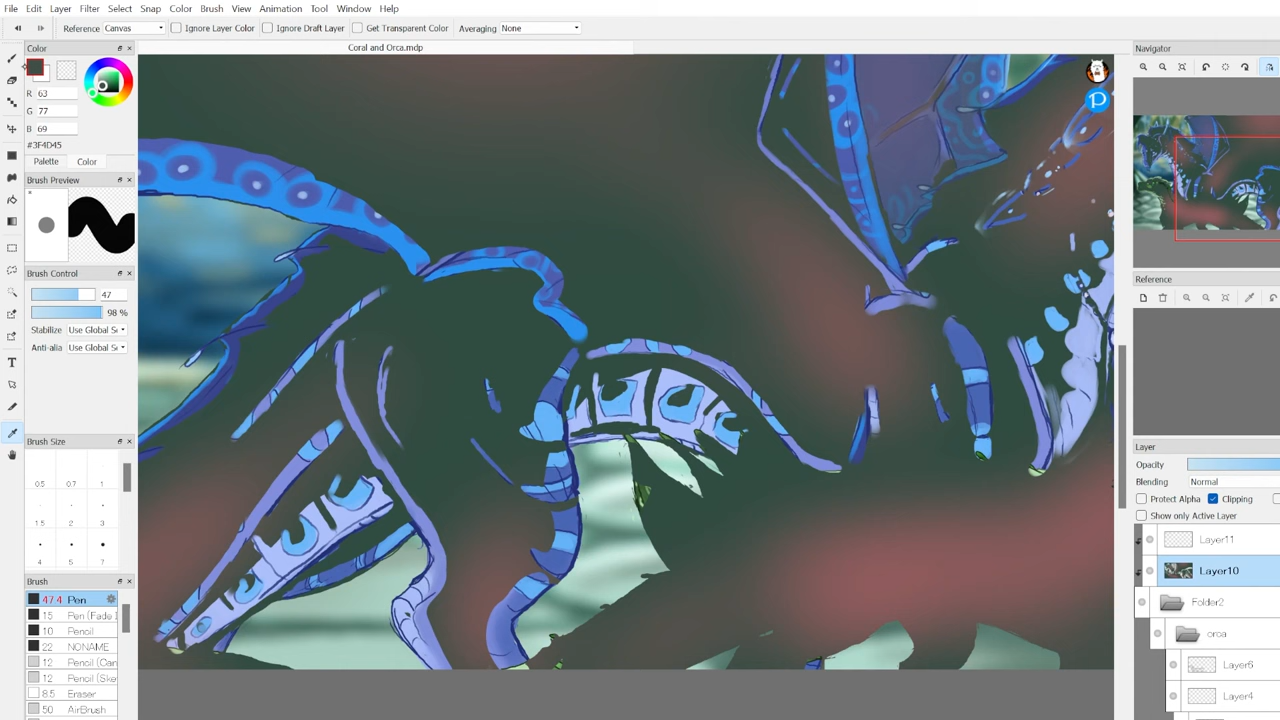 File Edit Layer Filter Select Snap Color Brush View Animation Tool Window Help
Reference Canvas Ignore Layer Color Ignore Draft Layer Get Transparent Color Averaging None
Color
Coral and Orca.mdp
Navigator
R 63
G 77
B 69
#3F4D45
Palette Color
Brush Preview
Brush Control
47
98 %
Stabilize Use Global S
Anti-alia Use Global S
Reference
Brush Size
0.5 0.7 1
1.5 2 3
4 5 7
Layer
Opacity
Blending Normal
Protect Alpha Clipping
Show only Active Layer
Layer11
Layer10
Folder2
orca
Layer6
Layer4
Brush
47.4 Pen
15 Pen (Fade I
10 Pencil
22 NONAME
12 Pencil (Can
12 Pencil (Ske
8.5 Eraser
50 AirBrush